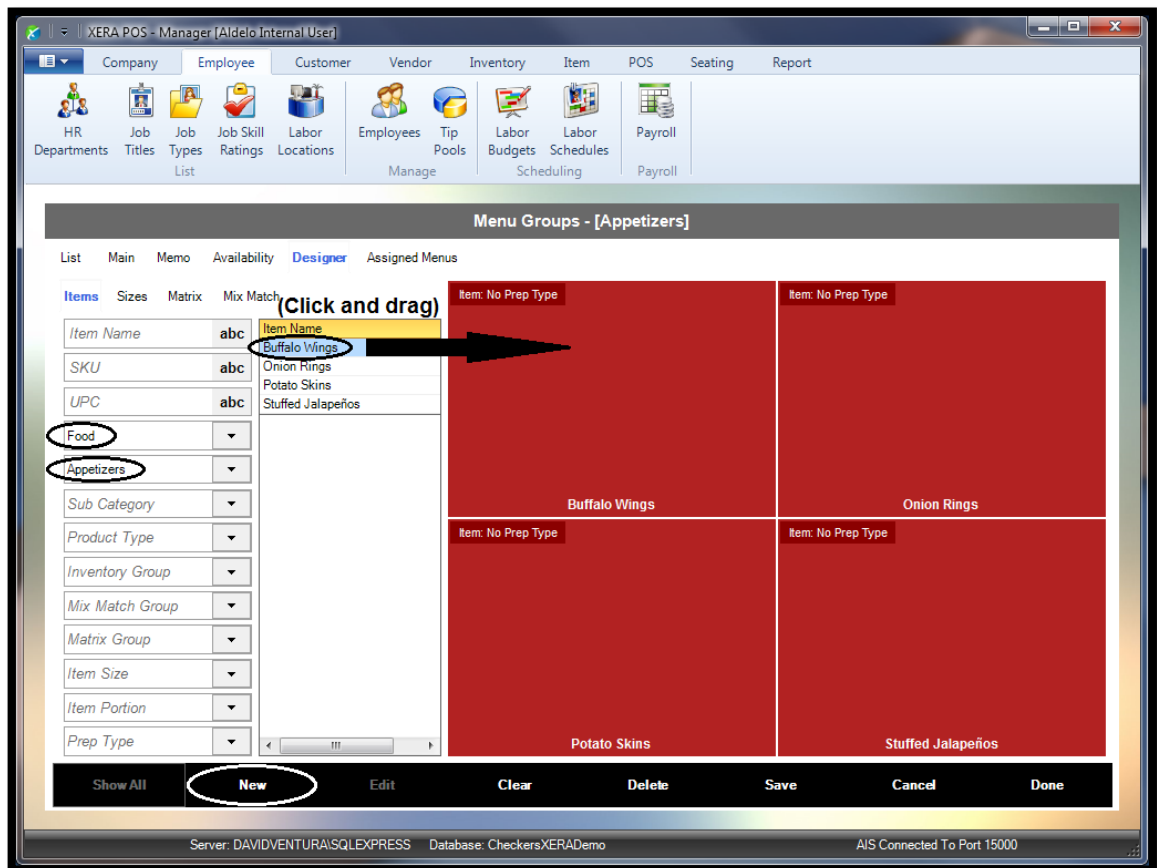 XERA POS - Manager [Aldelo Internal User]
Company Employee Customer Vendor Inventory Item POS Seating Report
HR Departments Job Titles Job Types Job Skill Ratings Labor Locations Employees Tip Pools Labor Budgets Labor Schedules Payroll
List Manage Scheduling Payroll
Menu Groups - [Appetizers]
List Main Memo Availability Designer Assigned Menus
Items Sizes Matrix Mix Match
(Click and drag)
Item Name abc
SKU abc
UPC abc
Food
Appetizers
Sub Category
Product Type
Inventory Group
Mix Match Group
Matrix Group
Item Size
Item Portion
Prep Type
Item Name
Buffalo Wings
Onion Rings
Potato Skins
Stuffed Jalapeños
Item: No Prep Type
Buffalo Wings
Item: No Prep Type
Onion Rings
Item: No Prep Type
Potato Skins
Item: No Prep Type
Stuffed Jalapeños
Show All New Edit Clear Delete Save Cancel Done
Server: DAVIDVENTURA\SQLEXPRESS Database: CheckersXERADemo AIS Connected To Port 15000